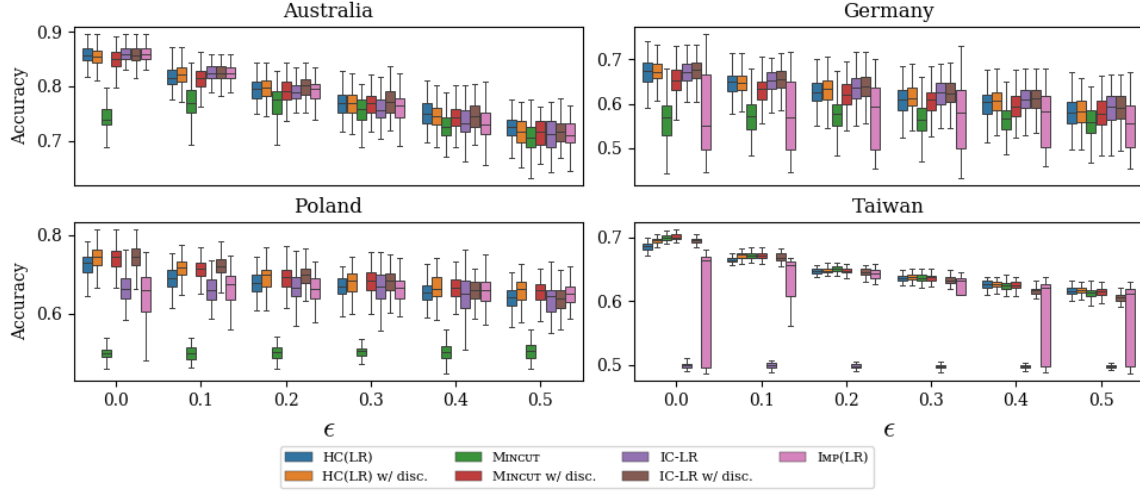 Australia
Germany
Accuracy
0.9
0.8
0.7
0.7
0.6
0.5
Poland
Taiwan
Accuracy
0.8
0.6
0.7
0.6
0.5
0.0 0.1 0.2 0.3 0.4 0.5
0.0 0.1 0.2 0.3 0.4 0.5
ϵ
ϵ
HC(LR) MINCUT IC-LR IMP(LR)
HC(LR) w/ disc. MINCUT w/ disc. IC-LR w/ disc.